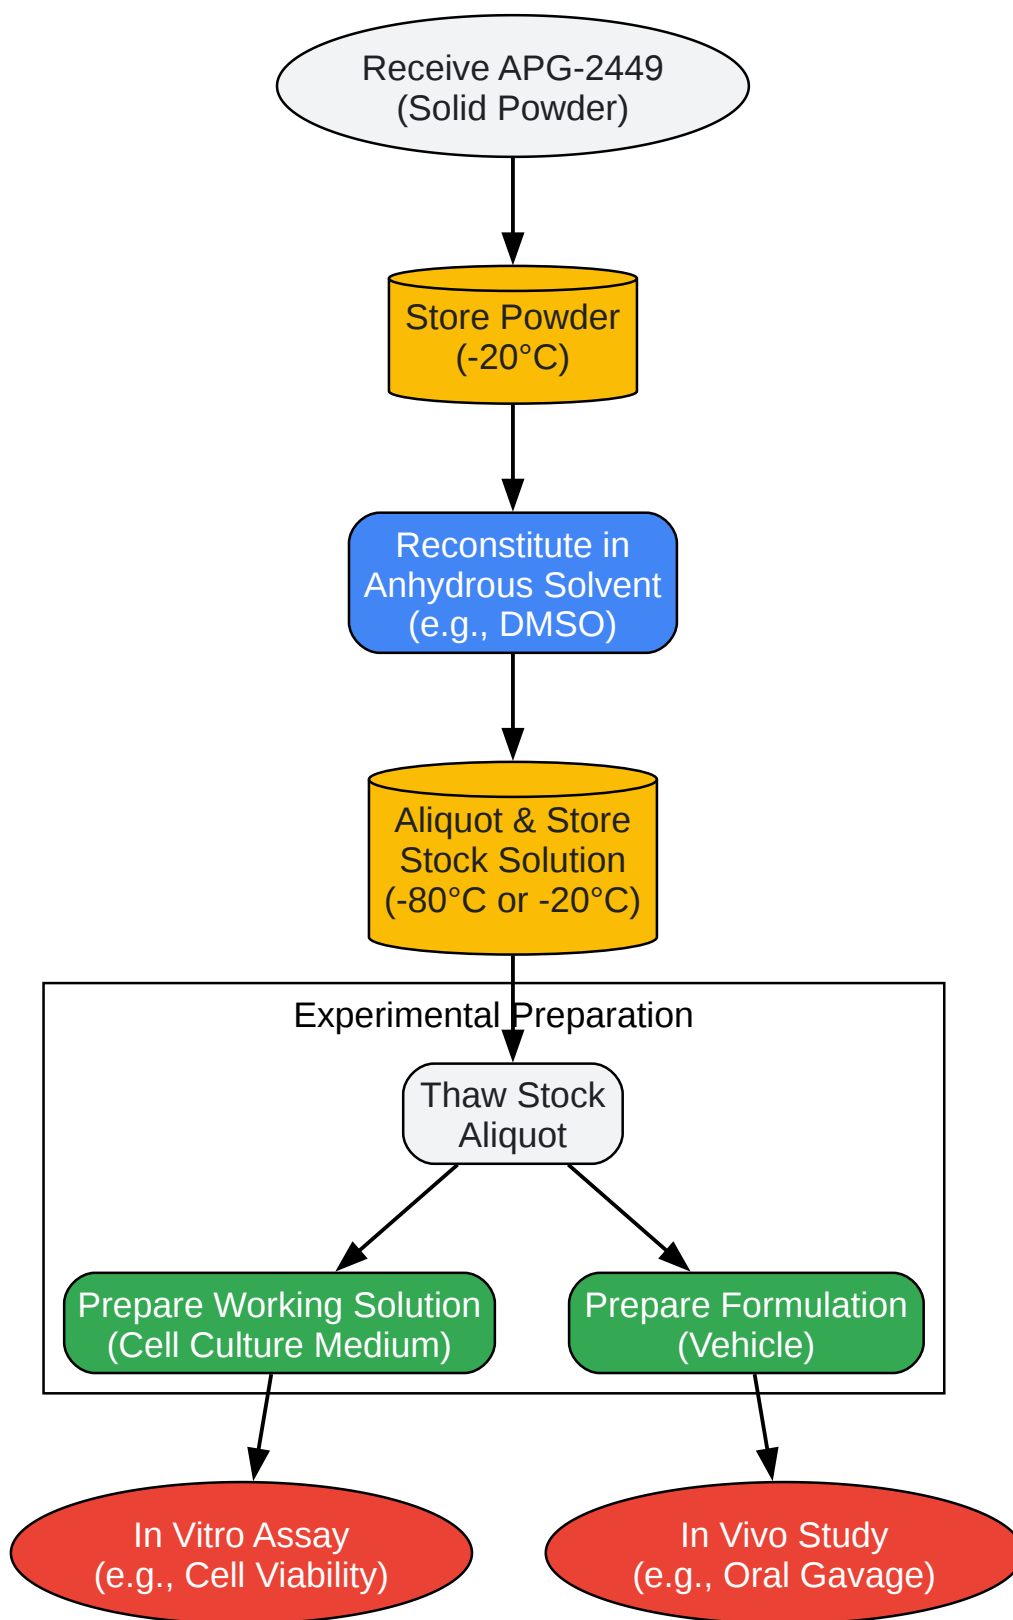 Receive APG-2449
(Solid Powder)
Store Powder
(-20°C)
Reconstitute in
Anhydrous Solvent
(e.g., DMSO)
Aliquot & Store
Stock Solution
(-80°C or -20°C)
Experimental Preparation
Thaw Stock
Aliquot
Prepare Working Solution
(Cell Culture Medium)
Prepare Formulation
(Vehicle)
In Vitro Assay
(e.g., Cell Viability)
In Vivo Study
(e.g., Oral Gavage)